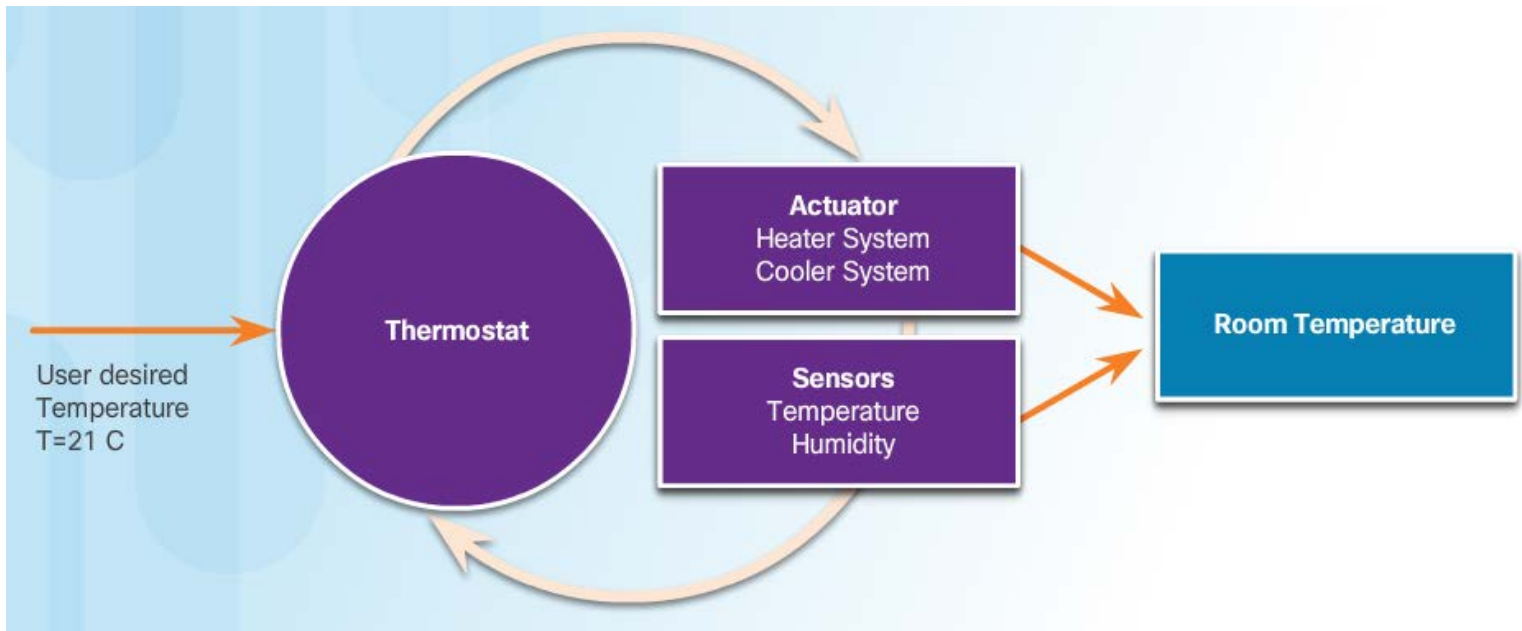 User desired
Temperature
T=21 C
Thermostat
Actuator
Heater System
Cooler System
Sensors
Temperature
Humidity
Room Temperature